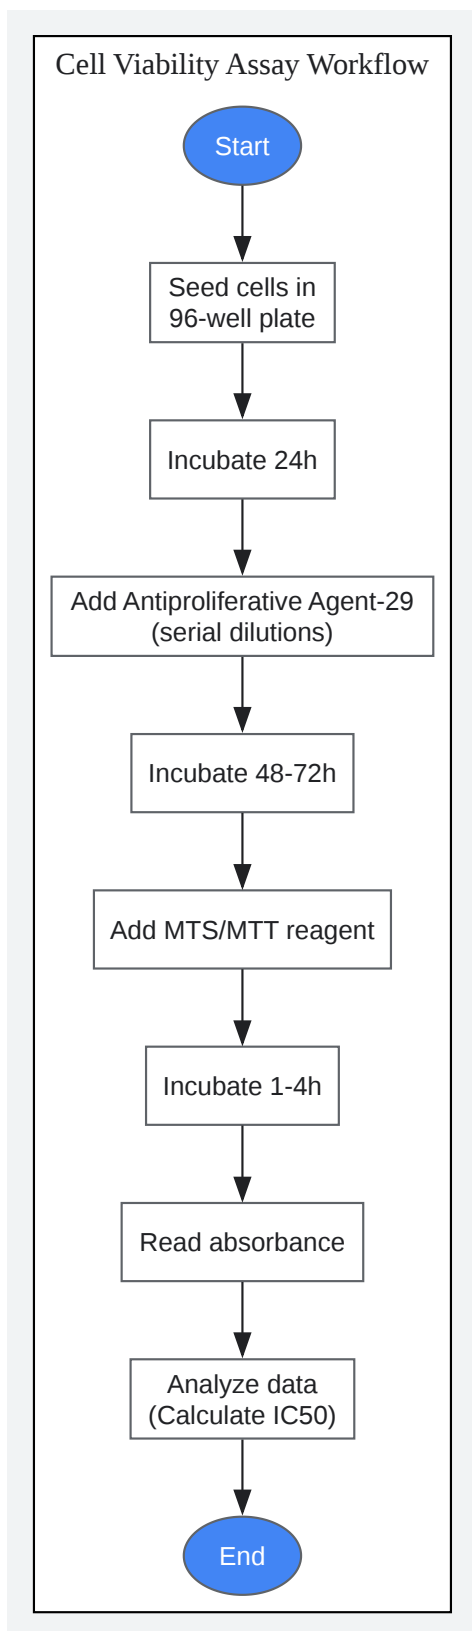 Cell Viability Assay Workflow
Start
Seed cells in
96-well plate
Incubate 24h
Add Antiproliferative Agent-29
(serial dilutions)
Incubate 48-72h
Add MTS/MTT reagent
Incubate 1-4h
Read absorbance
Analyze data
(Calculate IC50)
End